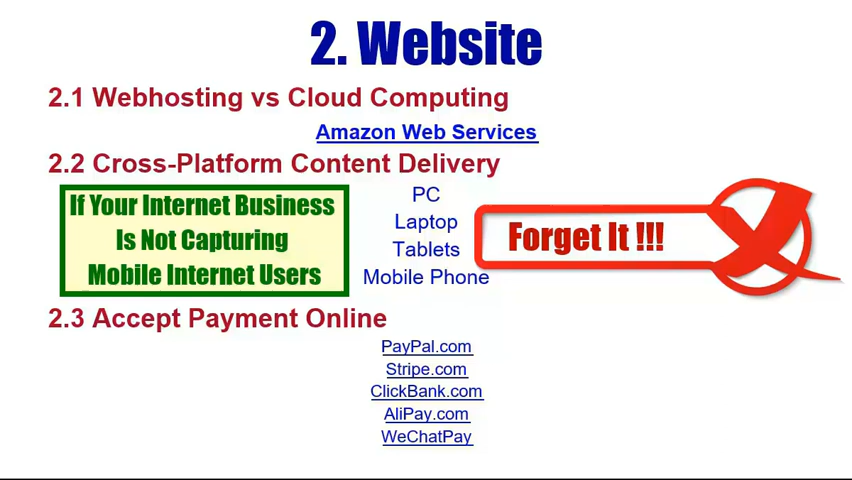 2. Website
2.1 Webhosting vs Cloud Computing
Amazon Web Services
2.2 Cross-Platform Content Delivery
If Your Internet Business
Is Not Capturing
Mobile Internet Users
PC
Laptop
Tablets
Mobile Phone
Forget It !!!
2.3 Accept Payment Online
PayPal.com
Stripe.com
ClickBank.com
AliPay.com
WeChatPay